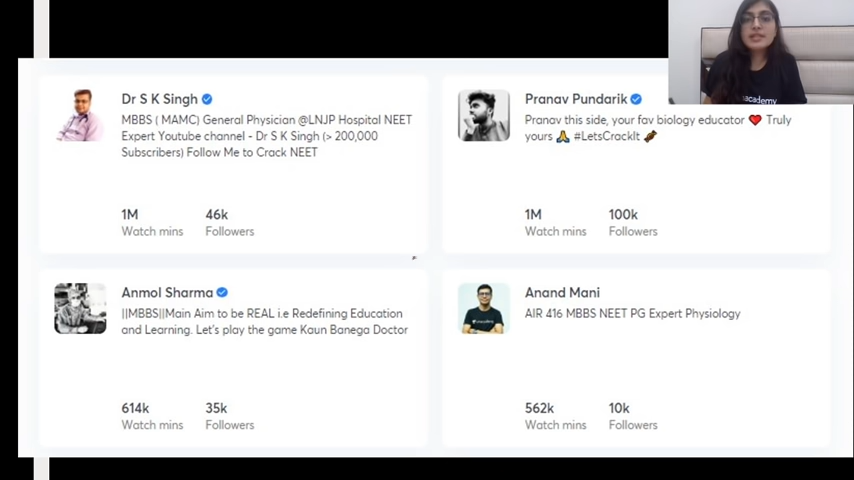 Dr S K Singh
MBBS ( MAMC) General Physician @LNJP Hospital NEET
Expert Youtube channel - Dr S K Singh (> 200,000
Subscribers) Follow Me to Crack NEET
1M 46k
Watch mins Followers
Pranav Pundarik
Pranav this side, your fav biology educator ❤️ Truly
yours 🙏 #LetsCrackIt 🍬
1M 100k
Watch mins Followers
Anmol Sharma
||MBBS||Main Aim to be REAL i.e Redefining Education
and Learning. Let's play the game Kaun Banega Doctor
614k 35k
Watch mins Followers
Anand Mani
AIR 416 MBBS NEET PG Expert Physiology
562k 10k
Watch mins Followers